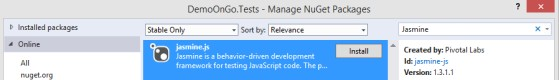 DemoOnGo.Tests - Manage NuGet Packages
? ×
Installed packages
Stable Only
Sort by: Relevance
Jasmine
Online
All
nuget.org
jasmine.js
Jasmine is a behavior-driven development
framework for testing JavaScript code. The p...
Install
Created by: Pivotal Labs
Id: jasmine-js
Version: 1.3.1.1